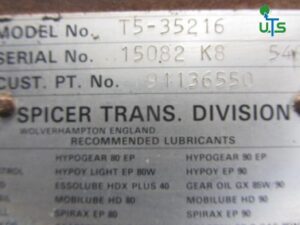 UTS
MODEL No. T5-35216
SERIAL No. 15082 K8 54
CUST. PT. No. 91136550
SPICER TRANS. DIVISION
WOLVERHAMPTON ENGLAND
RECOMMENDED LUBRICANTS
HYPOGEAR 80 EP HYPOGEAR 90 EP
TROL HYPOY LIGHT EP 80W HYPOY EP 90
ESSOLUBE HDX PLUS 40 GEAR OIL GX 85W 90
MOBILUBE HD 80 MOBILUBE HD 90
SPIRAX EP 80 SPIRAX EP 90